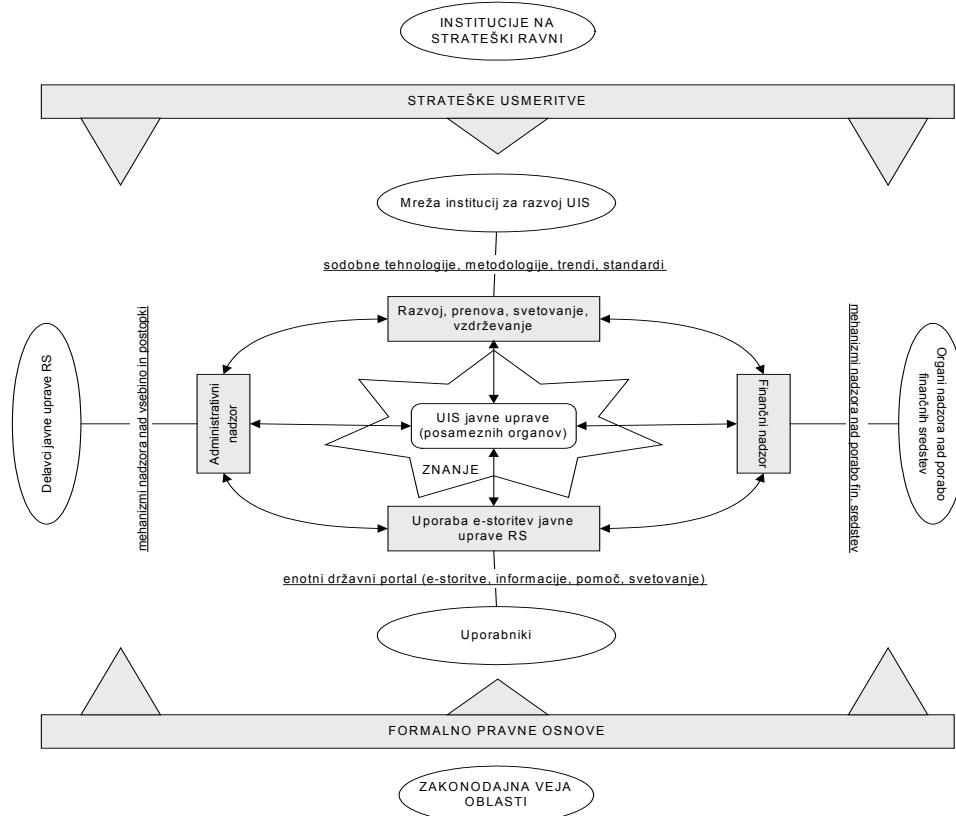 INSTITUCIJE NA
STRATEŠKI RAVNI
STRATEŠKE USMERITVE
Mreža institucij za razvoj UIS
sodobne tehnologije, metodologije, trendi, standardi
Razvoj, prenova, svetovanje,
vzdrževanje
Delavci javne uprave RS
mehanizmi nadzora nad vsebino in postopki
Administrativni
nadzor
UIS javne uprave
(posameznih organov)
ZNANJE
Finančni nadzor
mehanizmi nadzora nad porabo fin. sredstev
Organi nadzora nad porabo
finančnih sredstev
Uporaba e-storitev javne
uprave RS
enotni državni portal (e-storitve, informacije, pomoč, svetovanje)
Uporabniki
FORMALNO PRAVNE OSNOVE
ZAKONODAJNA VEJA
OBLASTI